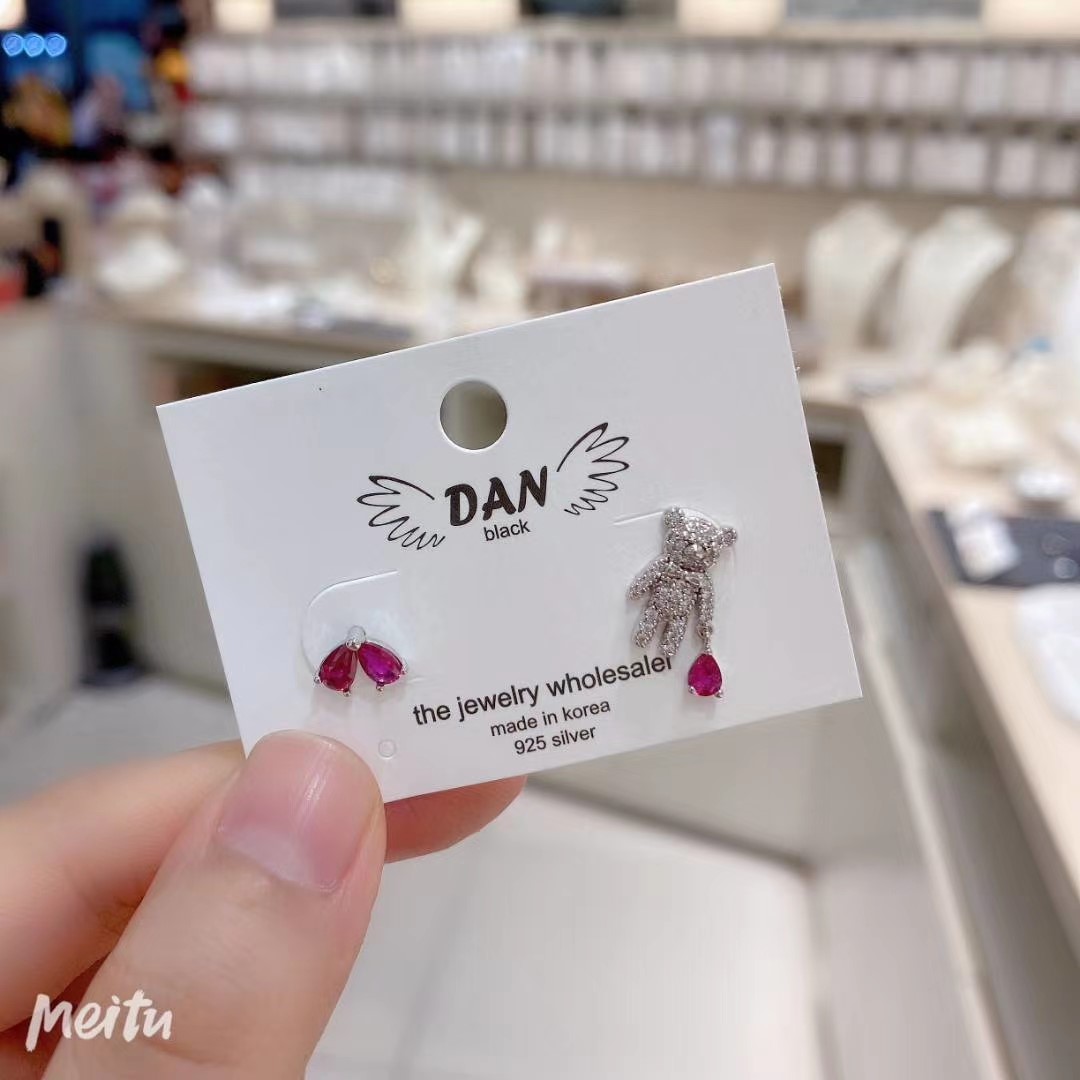 DAN
black
the jewelry wholesaler
made in korea
925 silver
Meitu